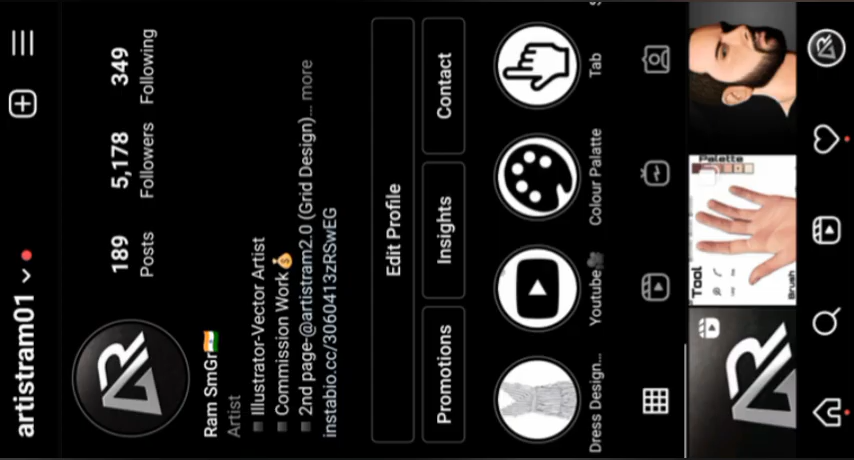 artistram01
189
Posts
5,178
Followers
349
Following
Ram SmGr
Artist
Illustrator-Vector Artist
Commission Work
2nd page-@artistram2.0 (Grid Design)... more
instabio.cc/3060413zRSwEG
Edit Profile
Promotions
Insights
Contact
Dress Design...
Youtube
Colour Palatte
Tab
Tool
Palette
Brush